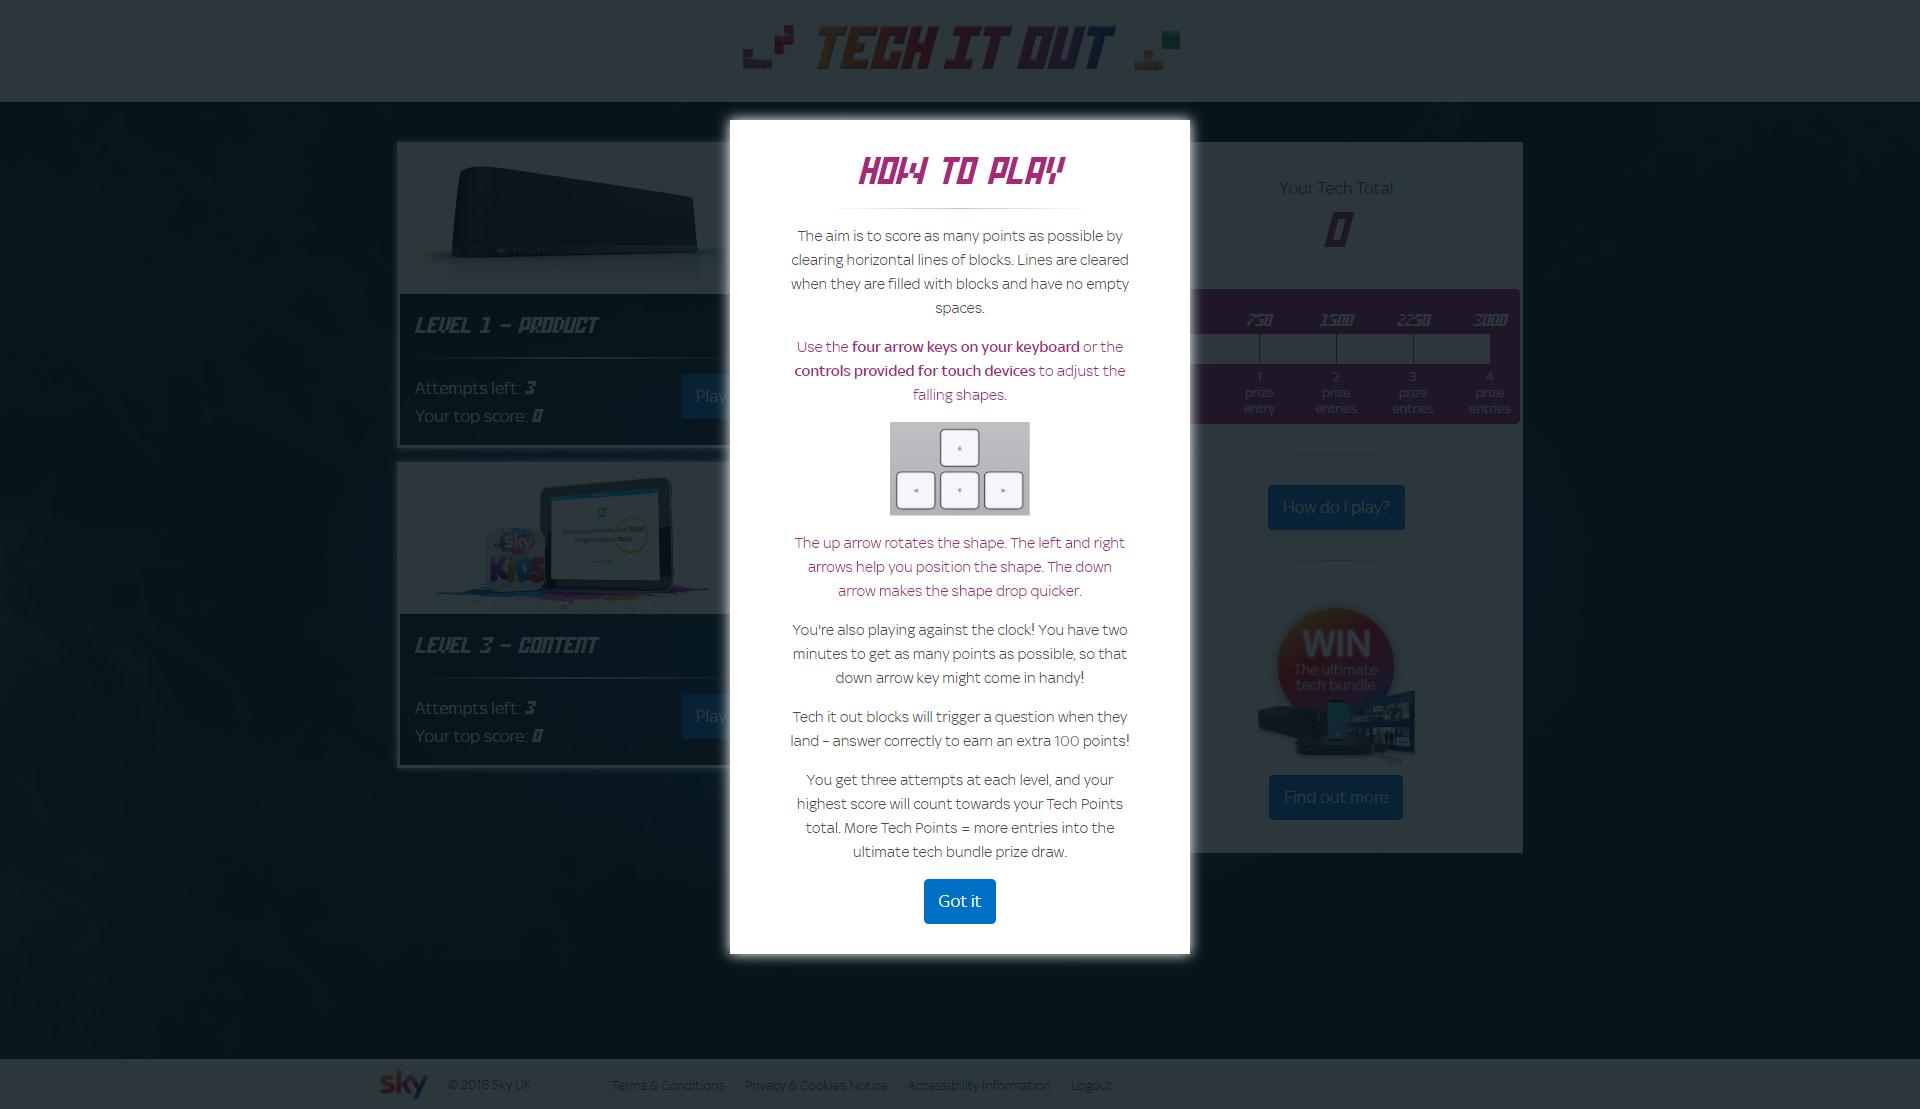 TECH IT OUT
HOW TO PLAY
The aim is to score as many points as possible by
clearing horizontal lines of blocks. Lines are cleared
when they are filled with blocks and have no empty
spaces.
Use the four arrow keys on your keyboard or the
controls provided for touch devices to adjust the
falling shapes.
The up arrow rotates the shape. The left and right
arrows help you position the shape. The down
arrow makes the shape drop quicker.
You're also playing against the clock! You have two
minutes to get as many points as possible, so that
down arrow key might come in handy!
Tech it out blocks will trigger a question when they
land – answer correctly to earn an extra 100 points!
You get three attempts at each level, and your
highest score will count towards your Tech Points
total. More Tech Points = more entries into the
ultimate tech bundle prize draw.
Got it
LEVEL 1 - PRODUCT
Attempts left: 3
Play
Your top score: 0
sky
KIDS
LEVEL 3 - CONTENT
Attempts left: 3
Play
Your top score: 0
Your Tech Total
0
750 1500 2250 3000
1 2 3 4
prize prize prize prize
entry entries entries entries
How do I play?
WIN
The ultimate
tech bundle
Find out more
sky © 2018 Sky UK Terms & Conditions Privacy & Cookies Notice Accessibility Information Logout